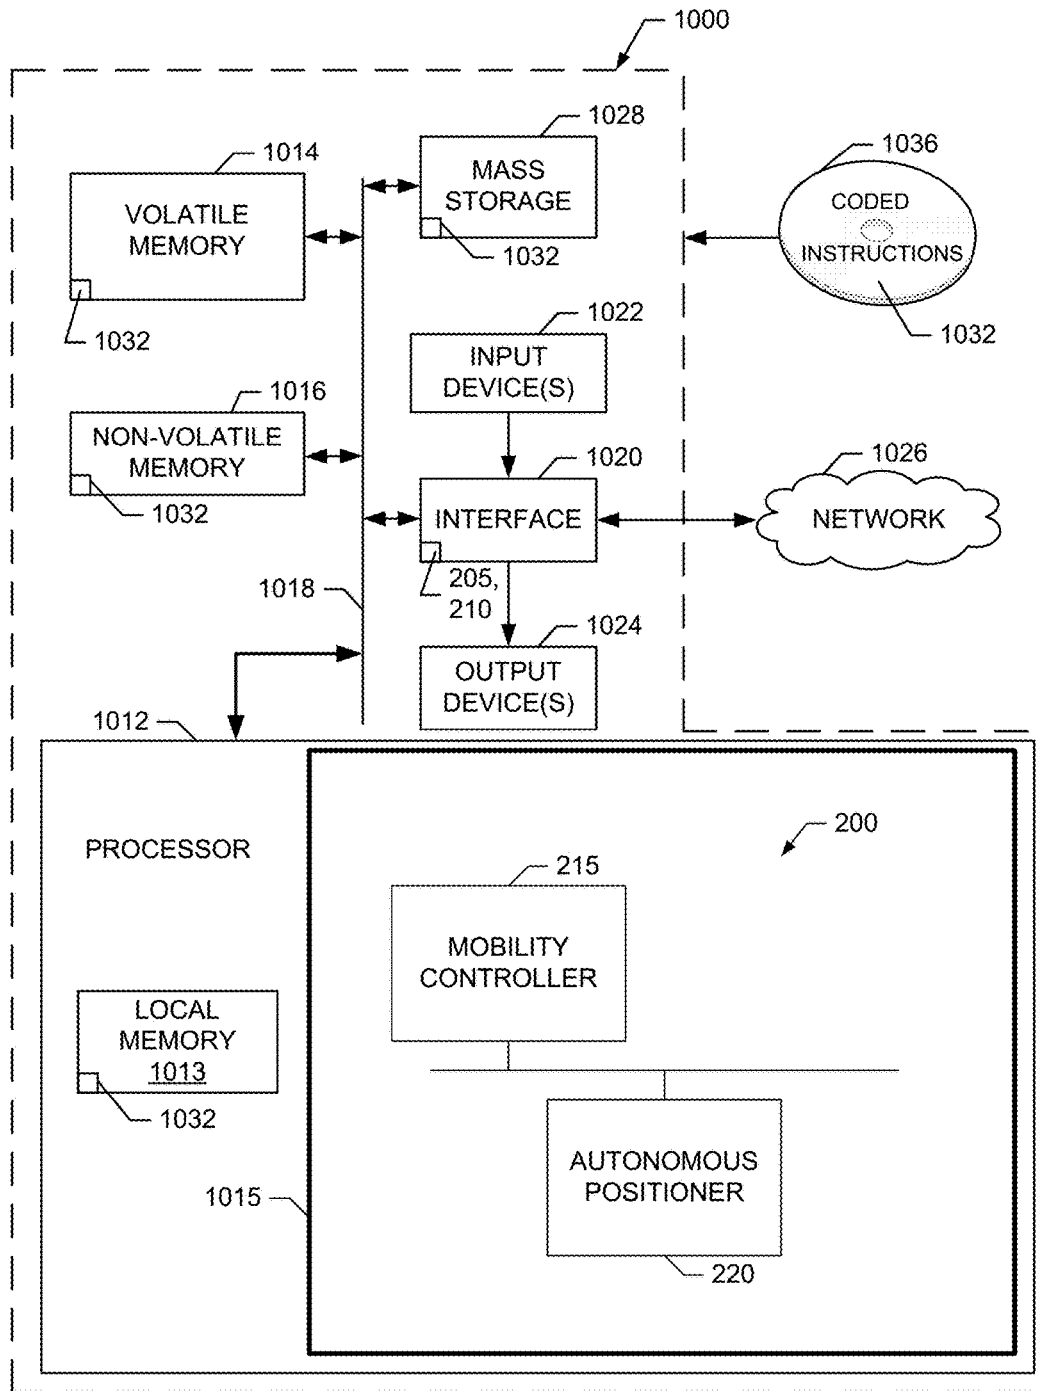 1000
1028
MASS
STORAGE
1032
1014
VOLATILE
MEMORY
1032
1036
CODED
INSTRUCTIONS
1032
1022
INPUT
DEVICE(S)
1016
NON-VOLATILE
MEMORY
1032
1020
INTERFACE
205,
210
1026
NETWORK
1018
1024
OUTPUT
DEVICE(S)
1012
PROCESSOR
200
215
MOBILITY
CONTROLLER
LOCAL
MEMORY
1013
1032
AUTONOMOUS
POSITIONER
1015
220